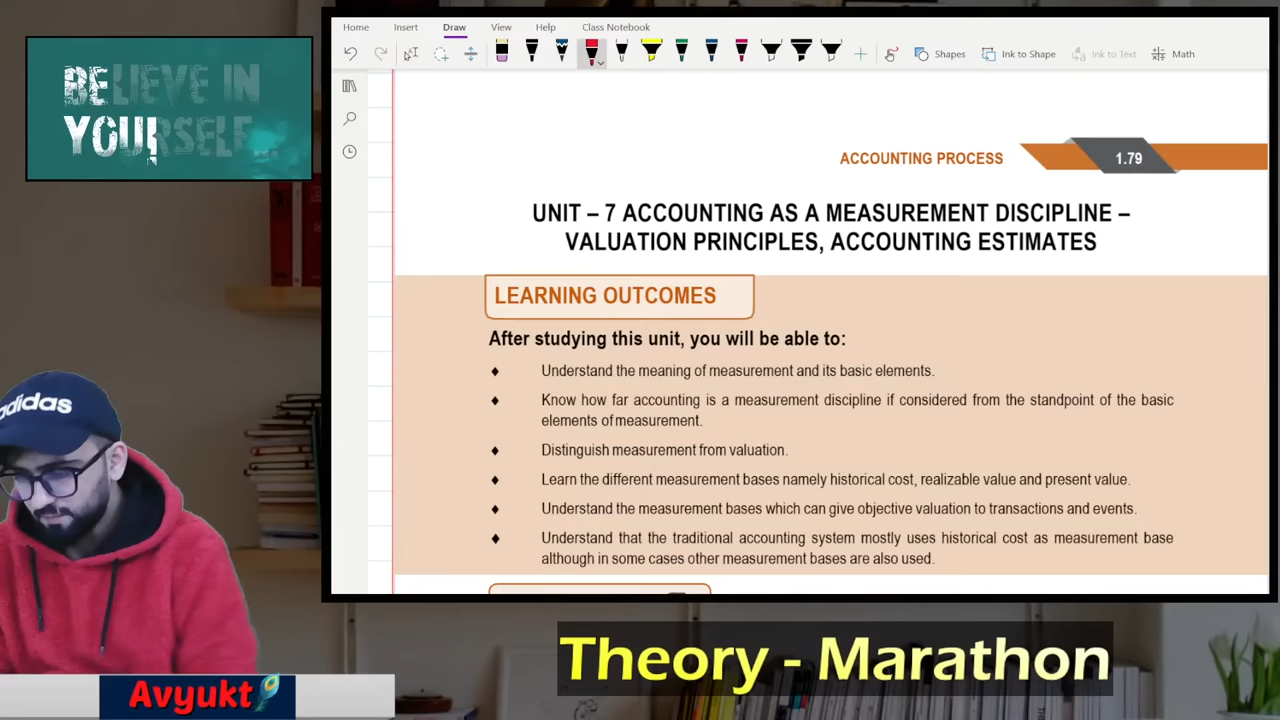 BELIEVE IN
YOURSELF...
Home Insert Draw View Help Class Notebook
Shapes Ink to Shape Ink to Text Math
ACCOUNTING PROCESS 1.79
UNIT – 7 ACCOUNTING AS A MEASUREMENT DISCIPLINE –
VALUATION PRINCIPLES, ACCOUNTING ESTIMATES
LEARNING OUTCOMES
After studying this unit, you will be able to:
♦ Understand the meaning of measurement and its basic elements.
♦ Know how far accounting is a measurement discipline if considered from the standpoint of the basic
elements of measurement.
♦ Distinguish measurement from valuation.
♦ Learn the different measurement bases namely historical cost, realizable value and present value.
♦ Understand the measurement bases which can give objective valuation to transactions and events.
♦ Understand that the traditional accounting system mostly uses historical cost as measurement base
although in some cases other measurement bases are also used.
adidas
Avyukt
Theory - Marathon